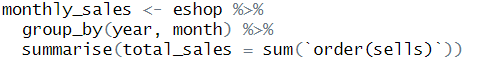 monthly_sales <- eshop %>%
  group_by(year, month) %>%
  summarise(total_sales = sum(`order(sells)`))